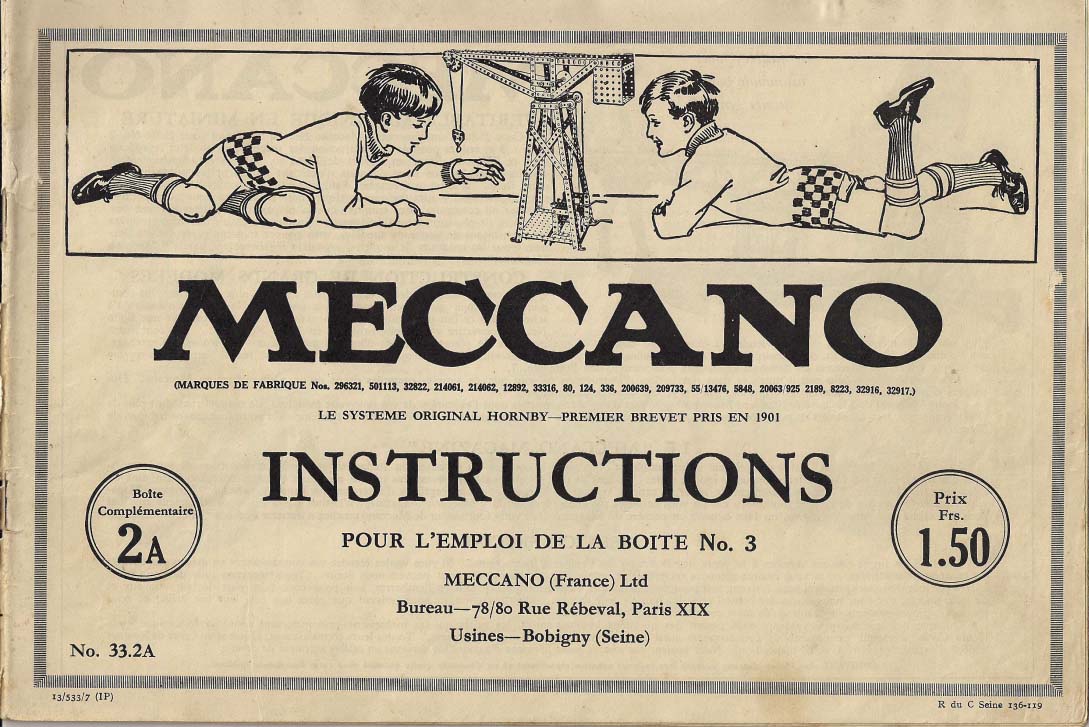 MECCANO
(MARQUES DE FABRIQUE Nos. 296321, 501113, 32822, 214061, 214062, 12892, 33316, 80, 124, 336, 200639, 209733, 55/13476, 5848, 20063/925 2189, 8223, 32916, 32917.)
LE SYSTEME ORIGINAL HORNBY—PREMIER BREVET PRIS EN 1901
INSTRUCTIONS
Boîte
Complémentaire
2A
Prix
Frs.
1.50
POUR L'EMPLOI DE LA BOITE No. 3
MECCANO (France) Ltd
Bureau—78/80 Rue Rébeval, Paris XIX
Usines—Bobigny (Seine)
No. 33.2A
13/533/7 (1P)
R du C Seine 136-119